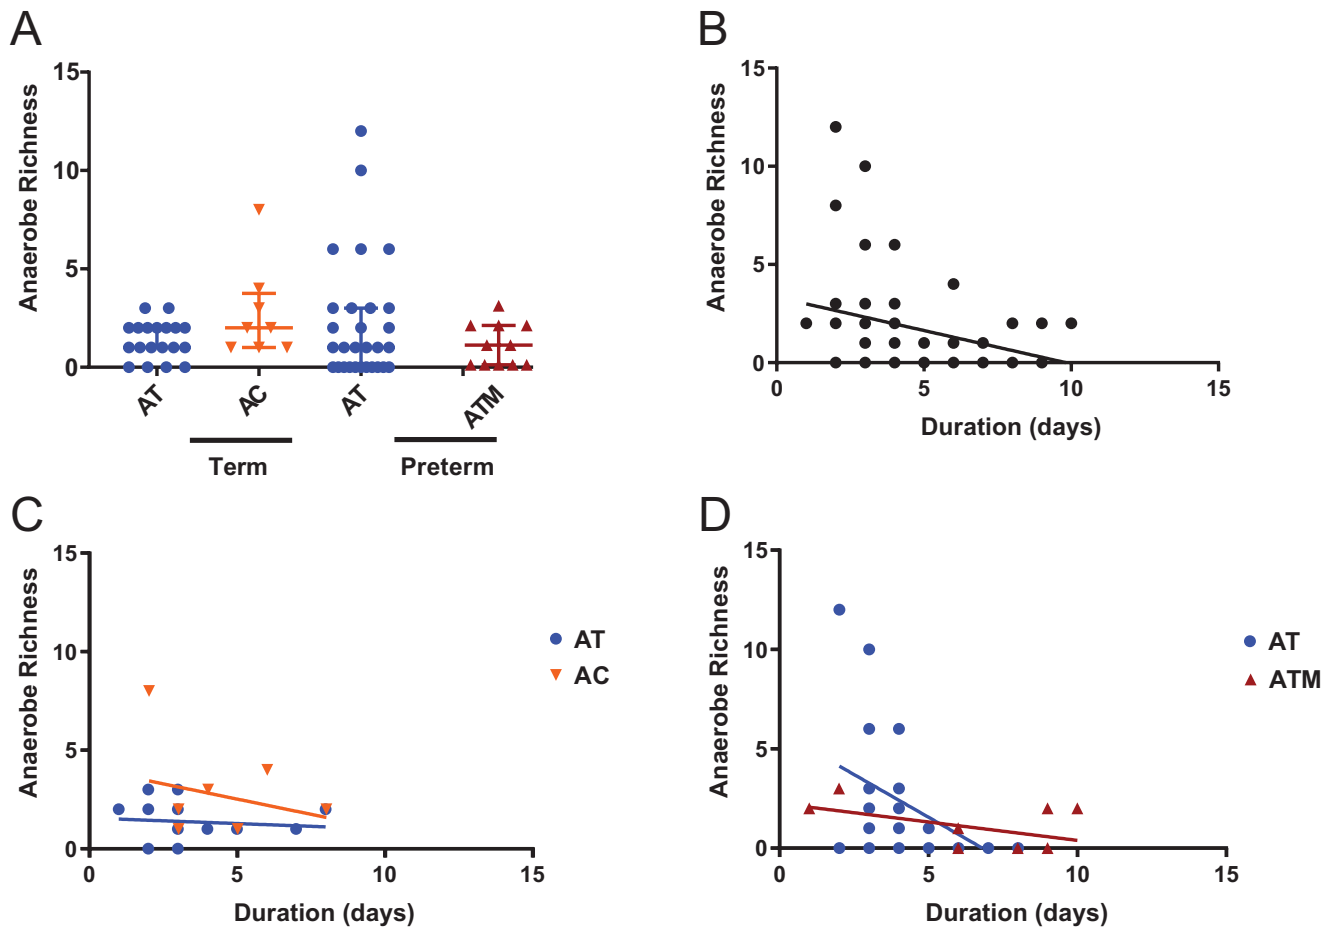 A
Anaerobe Richness
15
10
5
0
AT
AC
AT
ATM
Term
Preterm
B
Anaerobe Richness
15
10
5
0
0
5
10
15
Duration (days)
C
Anaerobe Richness
15
10
5
0
0
5
10
15
Duration (days)
AT
AC
D
Anaerobe Richness
15
10
5
0
0
5
10
15
Duration (days)
AT
ATM